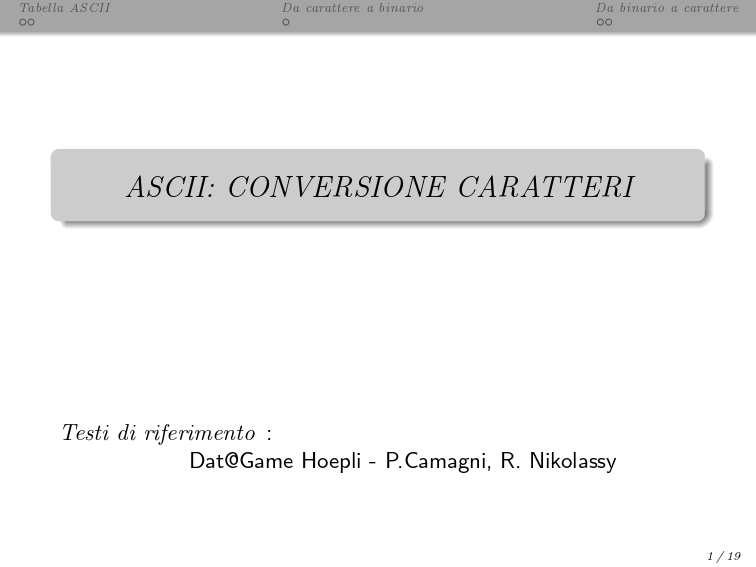 Tabella ASCII
Da carattere a binario
Da binario a carattere
ASCII: CONVERSIONE CARATTERI
Testi di riferimento :
Dat@Game Hoepli - P.Camagni, R. Nikolassy
1 / 19